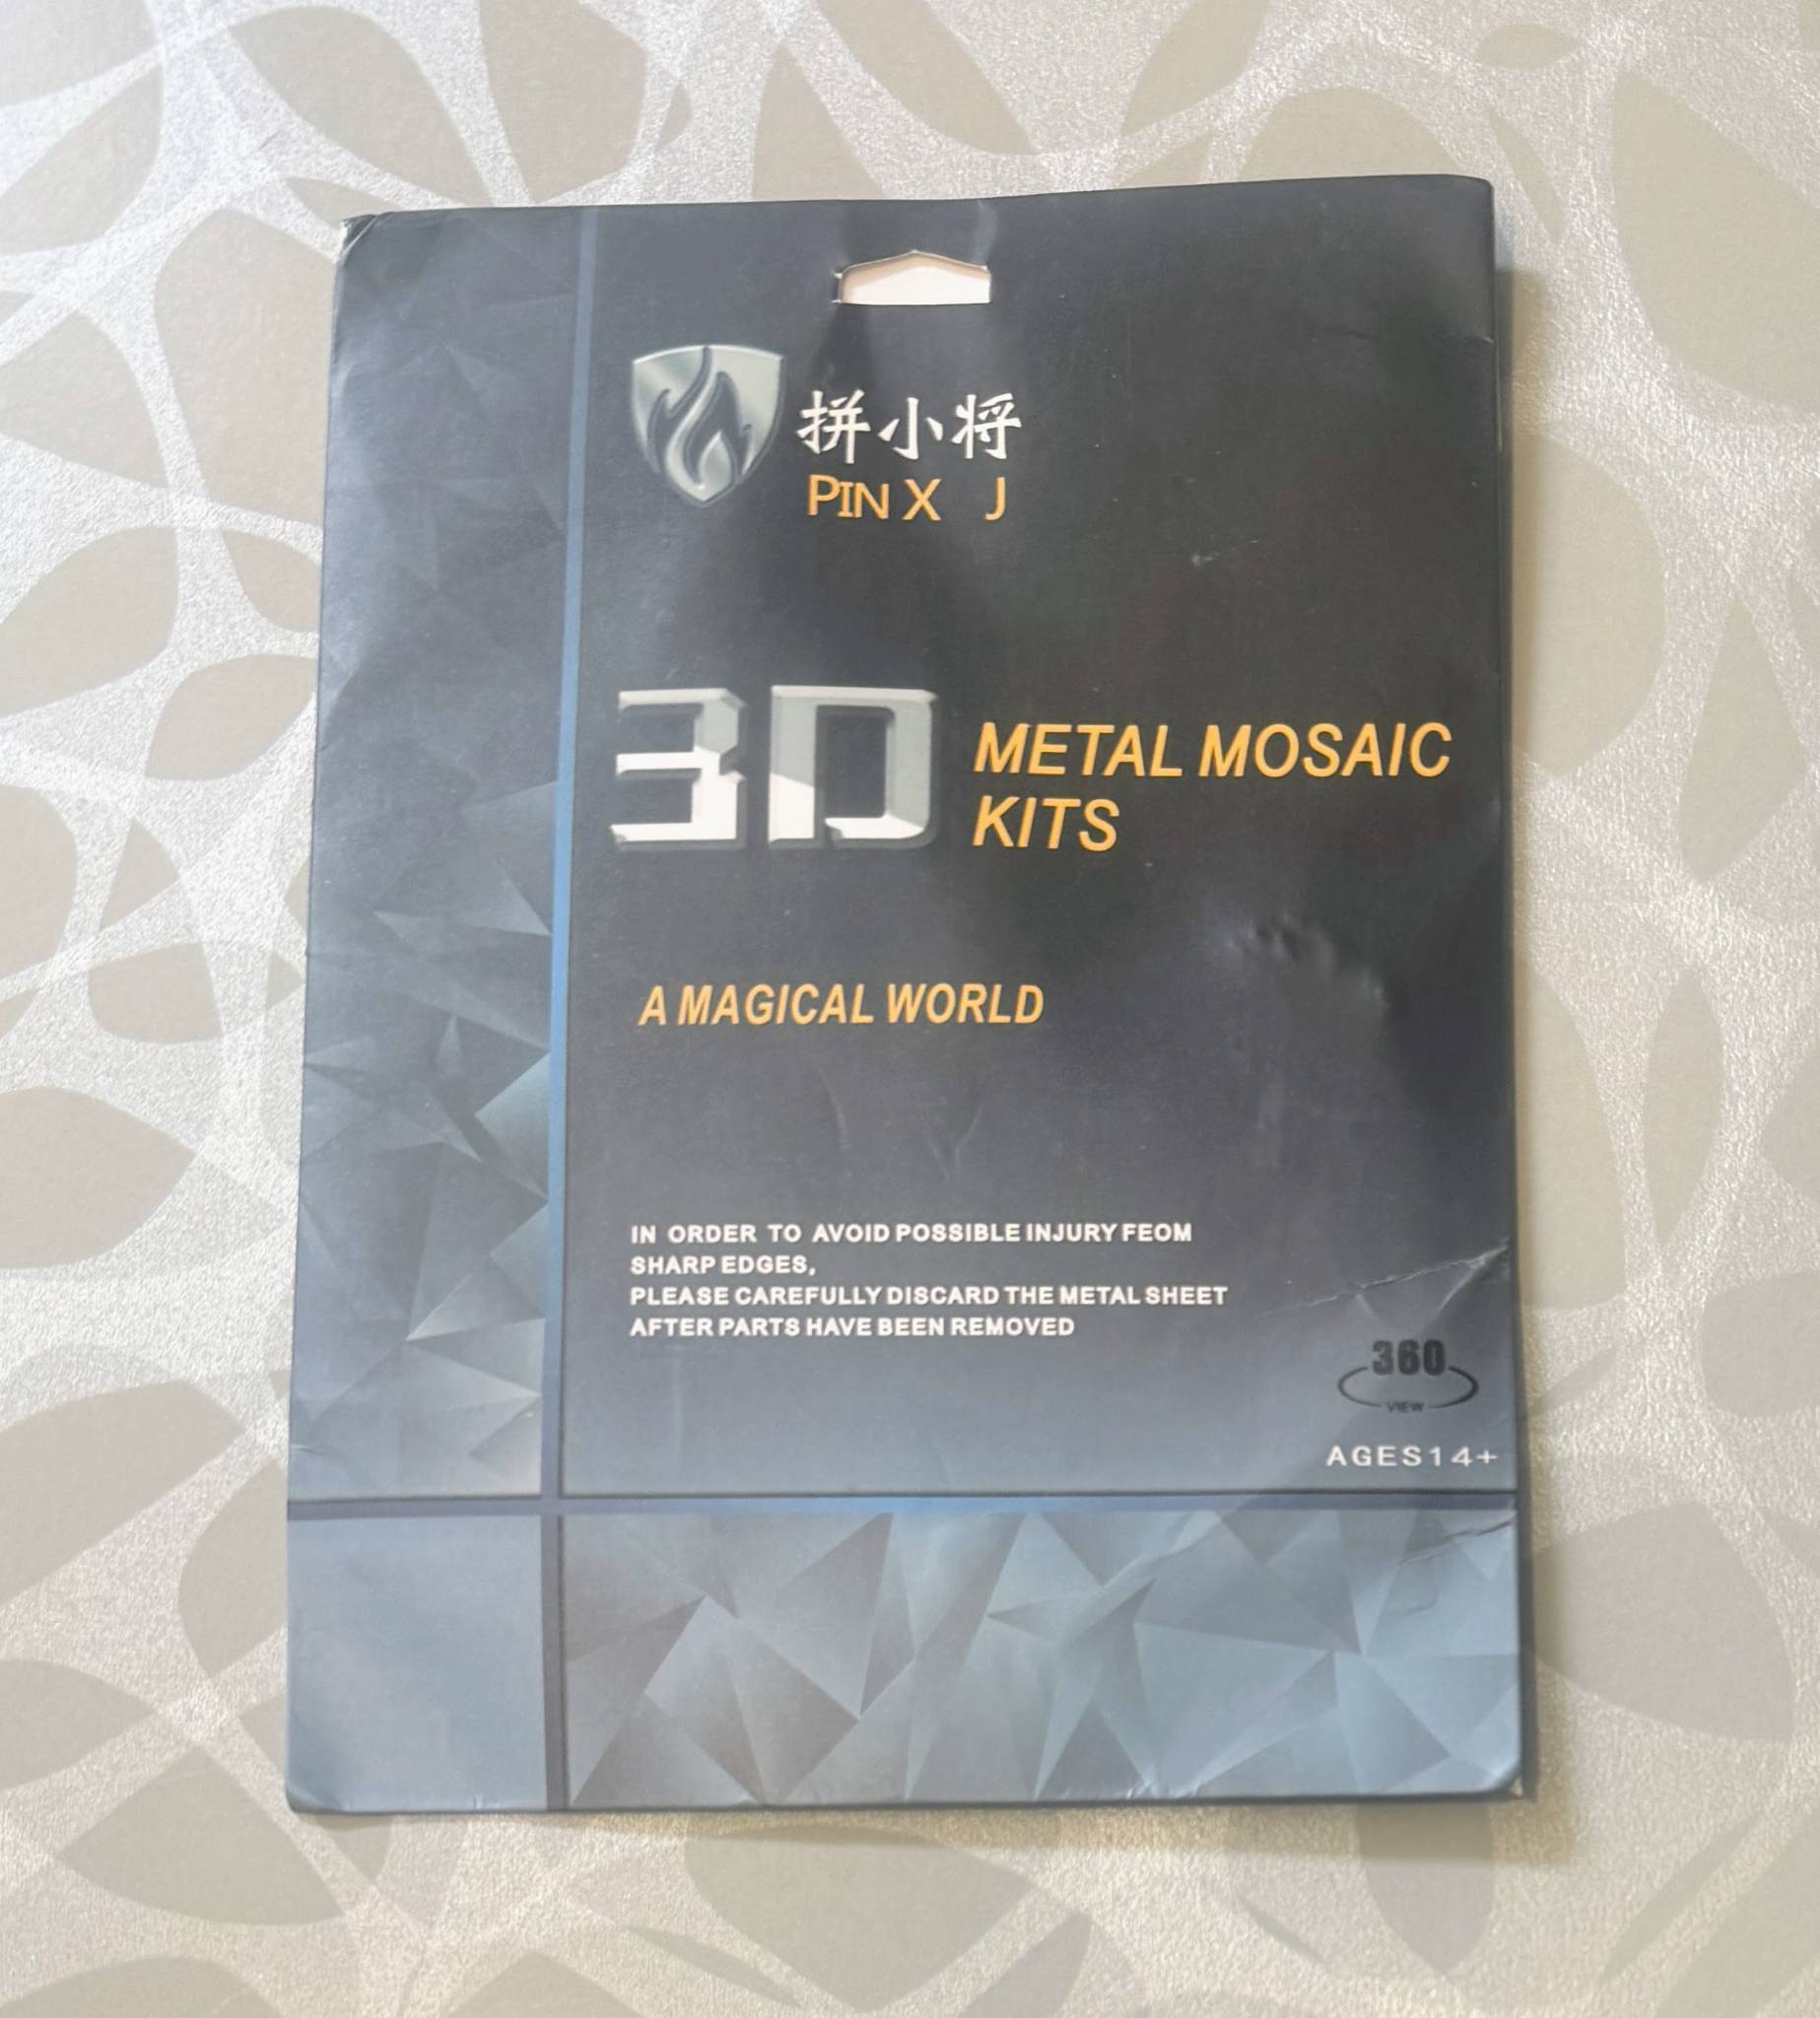 拼小将
PIN X J
3D METAL MOSAIC
KITS
A MAGICAL WORLD
IN ORDER TO AVOID POSSIBLE INJURY FEOM
SHARP EDGES,
PLEASE CAREFULLY DISCARD THE METAL SHEET
AFTER PARTS HAVE BEEN REMOVED
360
VIEW
AGES14+